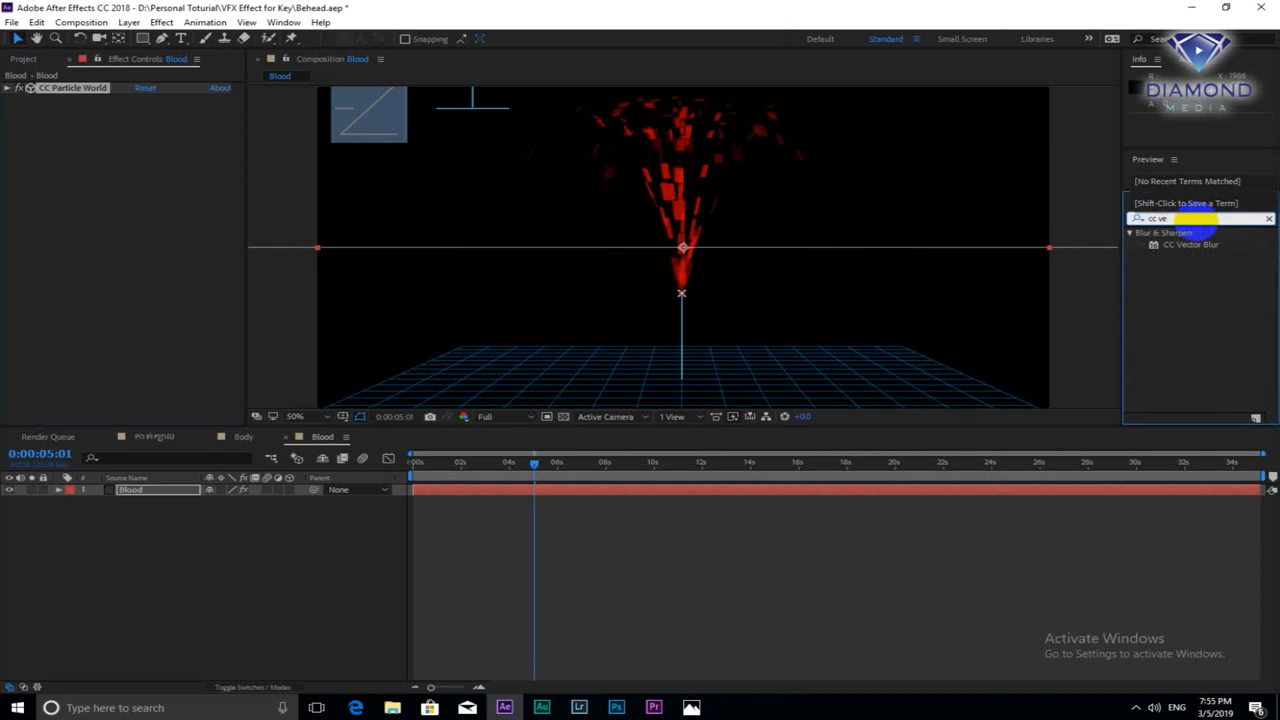 Adobe After Effects CC 2018 - D:\Personal Toturial\VFX Effect for Key\Behead.aep *
File Edit Composition Layer Effect Animation View Window Help
Snapping Default Standard Small Screen Libraries
Project Effect Controls Blood Composition Blood Info
Blood • Blood Blood
CC Particle World Reset About
X: 1986
DIAMOND
MEDIA
Preview
[No Recent Terms Matched]
[Shift-Click to Save a Term]
cc ve
Blur & Sharpen
CC Vector Blur
50% 0:00:05:01 Full Active Camera 1 View +0.0
Render Queue Body Blood
0:00:05:01
:00s 02s 04s 06s 08s 10s 12s 14s 16s 18s 20s 22s 24s 26s 28s 30s 32s 34s
# Source Name Parent
1 Blood None
Activate Windows
Go to Settings to activate Windows.
Toggle Switches / Modes
Type here to search ENG 7:55 PM
3/5/2019